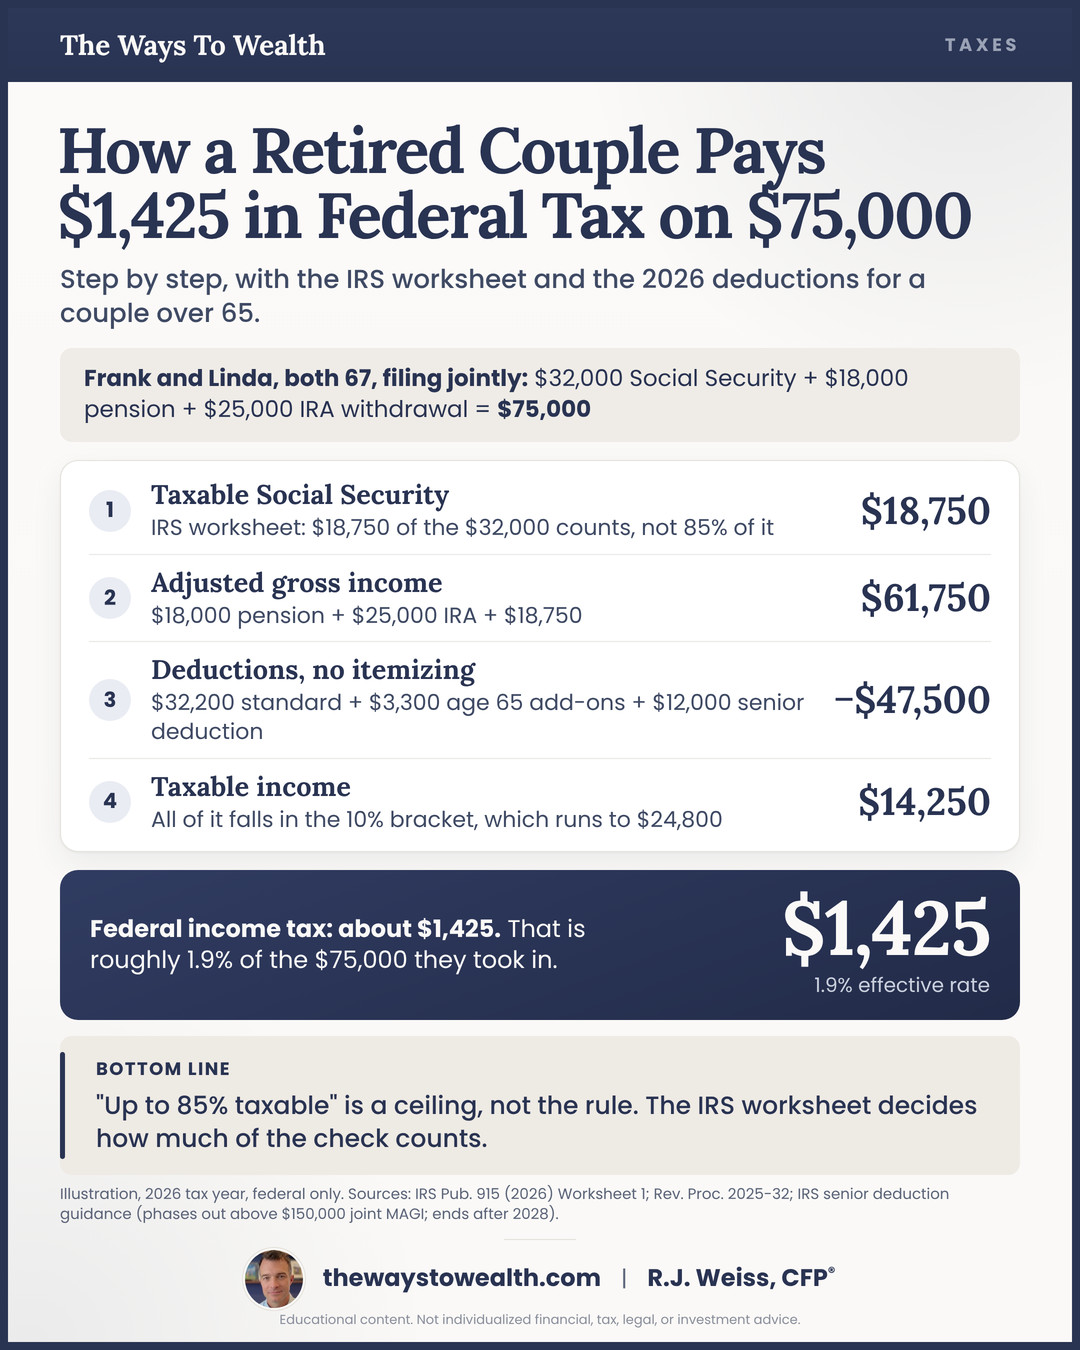 The Ways To Wealth
TAXES
How a Retired Couple Pays
$1,425 in Federal Tax on $75,000
Step by step, with the IRS worksheet and the 2026 deductions for a
couple over 65.
Frank and Linda, both 67, filing jointly: $32,000 Social Security + $18,000
pension + $25,000 IRA withdrawal = $75,000
1
Taxable Social Security
IRS worksheet: $18,750 of the $32,000 counts, not 85% of it
$18,750
2
Adjusted gross income
$18,000 pension + $25,000 IRA + $18,750
$61,750
3
Deductions, no itemizing
$32,200 standard + $3,300 age 65 add-ons + $12,000 senior
deduction
−$47,500
4
Taxable income
All of it falls in the 10% bracket, which runs to $24,800
$14,250
Federal income tax: about $1,425. That is
roughly 1.9% of the $75,000 they took in.
$1,425
1.9% effective rate
BOTTOM LINE
"Up to 85% taxable" is a ceiling, not the rule. The IRS worksheet decides
how much of the check counts.
Illustration, 2026 tax year, federal only. Sources: IRS Pub. 915 (2026) Worksheet 1; Rev. Proc. 2025-32; IRS senior deduction
guidance (phases out above $150,000 joint MAGI; ends after 2028).
thewaystowealth.com | R.J. Weiss, CFP®
Educational content. Not individualized financial, tax, legal, or investment advice.